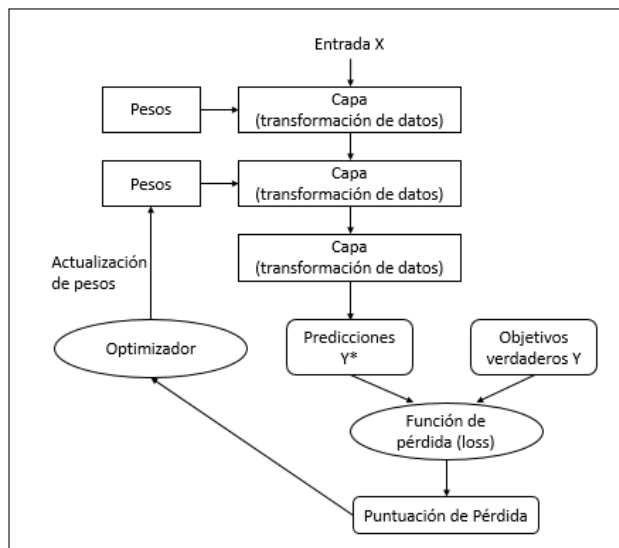 Entrada X
Pesos
Capa
(transformación de datos)
Pesos
Capa
(transformación de datos)
Capa
(transformación de datos)
Actualización
de pesos
Optimizador
Predicciones
Y*
Objetivos
verdaderos Y
Función de
pérdida (loss)
Puntuación de Pérdida